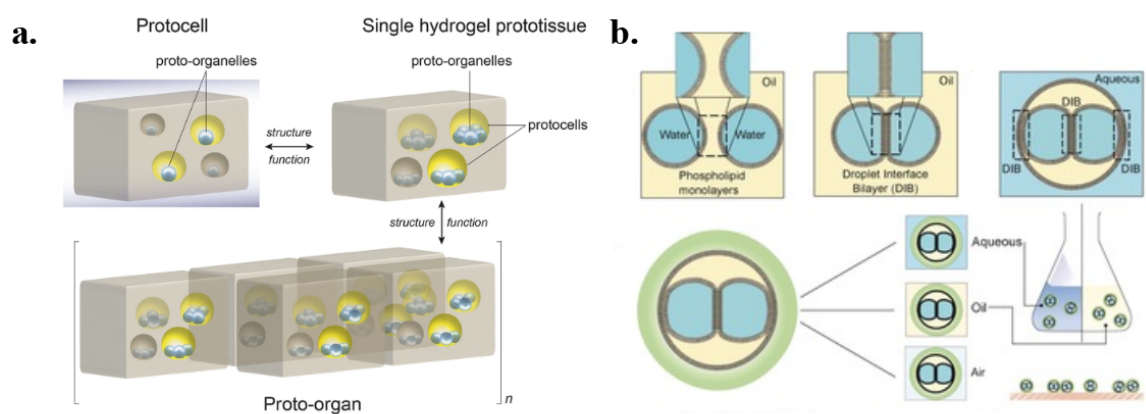 a.
Protocell
proto-organelles
structure
function
Single hydrogel prototissue
proto-organelles
protocells
structure function
Proto-organ
n
b.
Oil
Water
Water
Phospholipid
monolayers
Oil
Droplet Interface
Bilayer (DIB)
Aqueous
DIB
DIB
DIB
Aqueous
Oil
Air